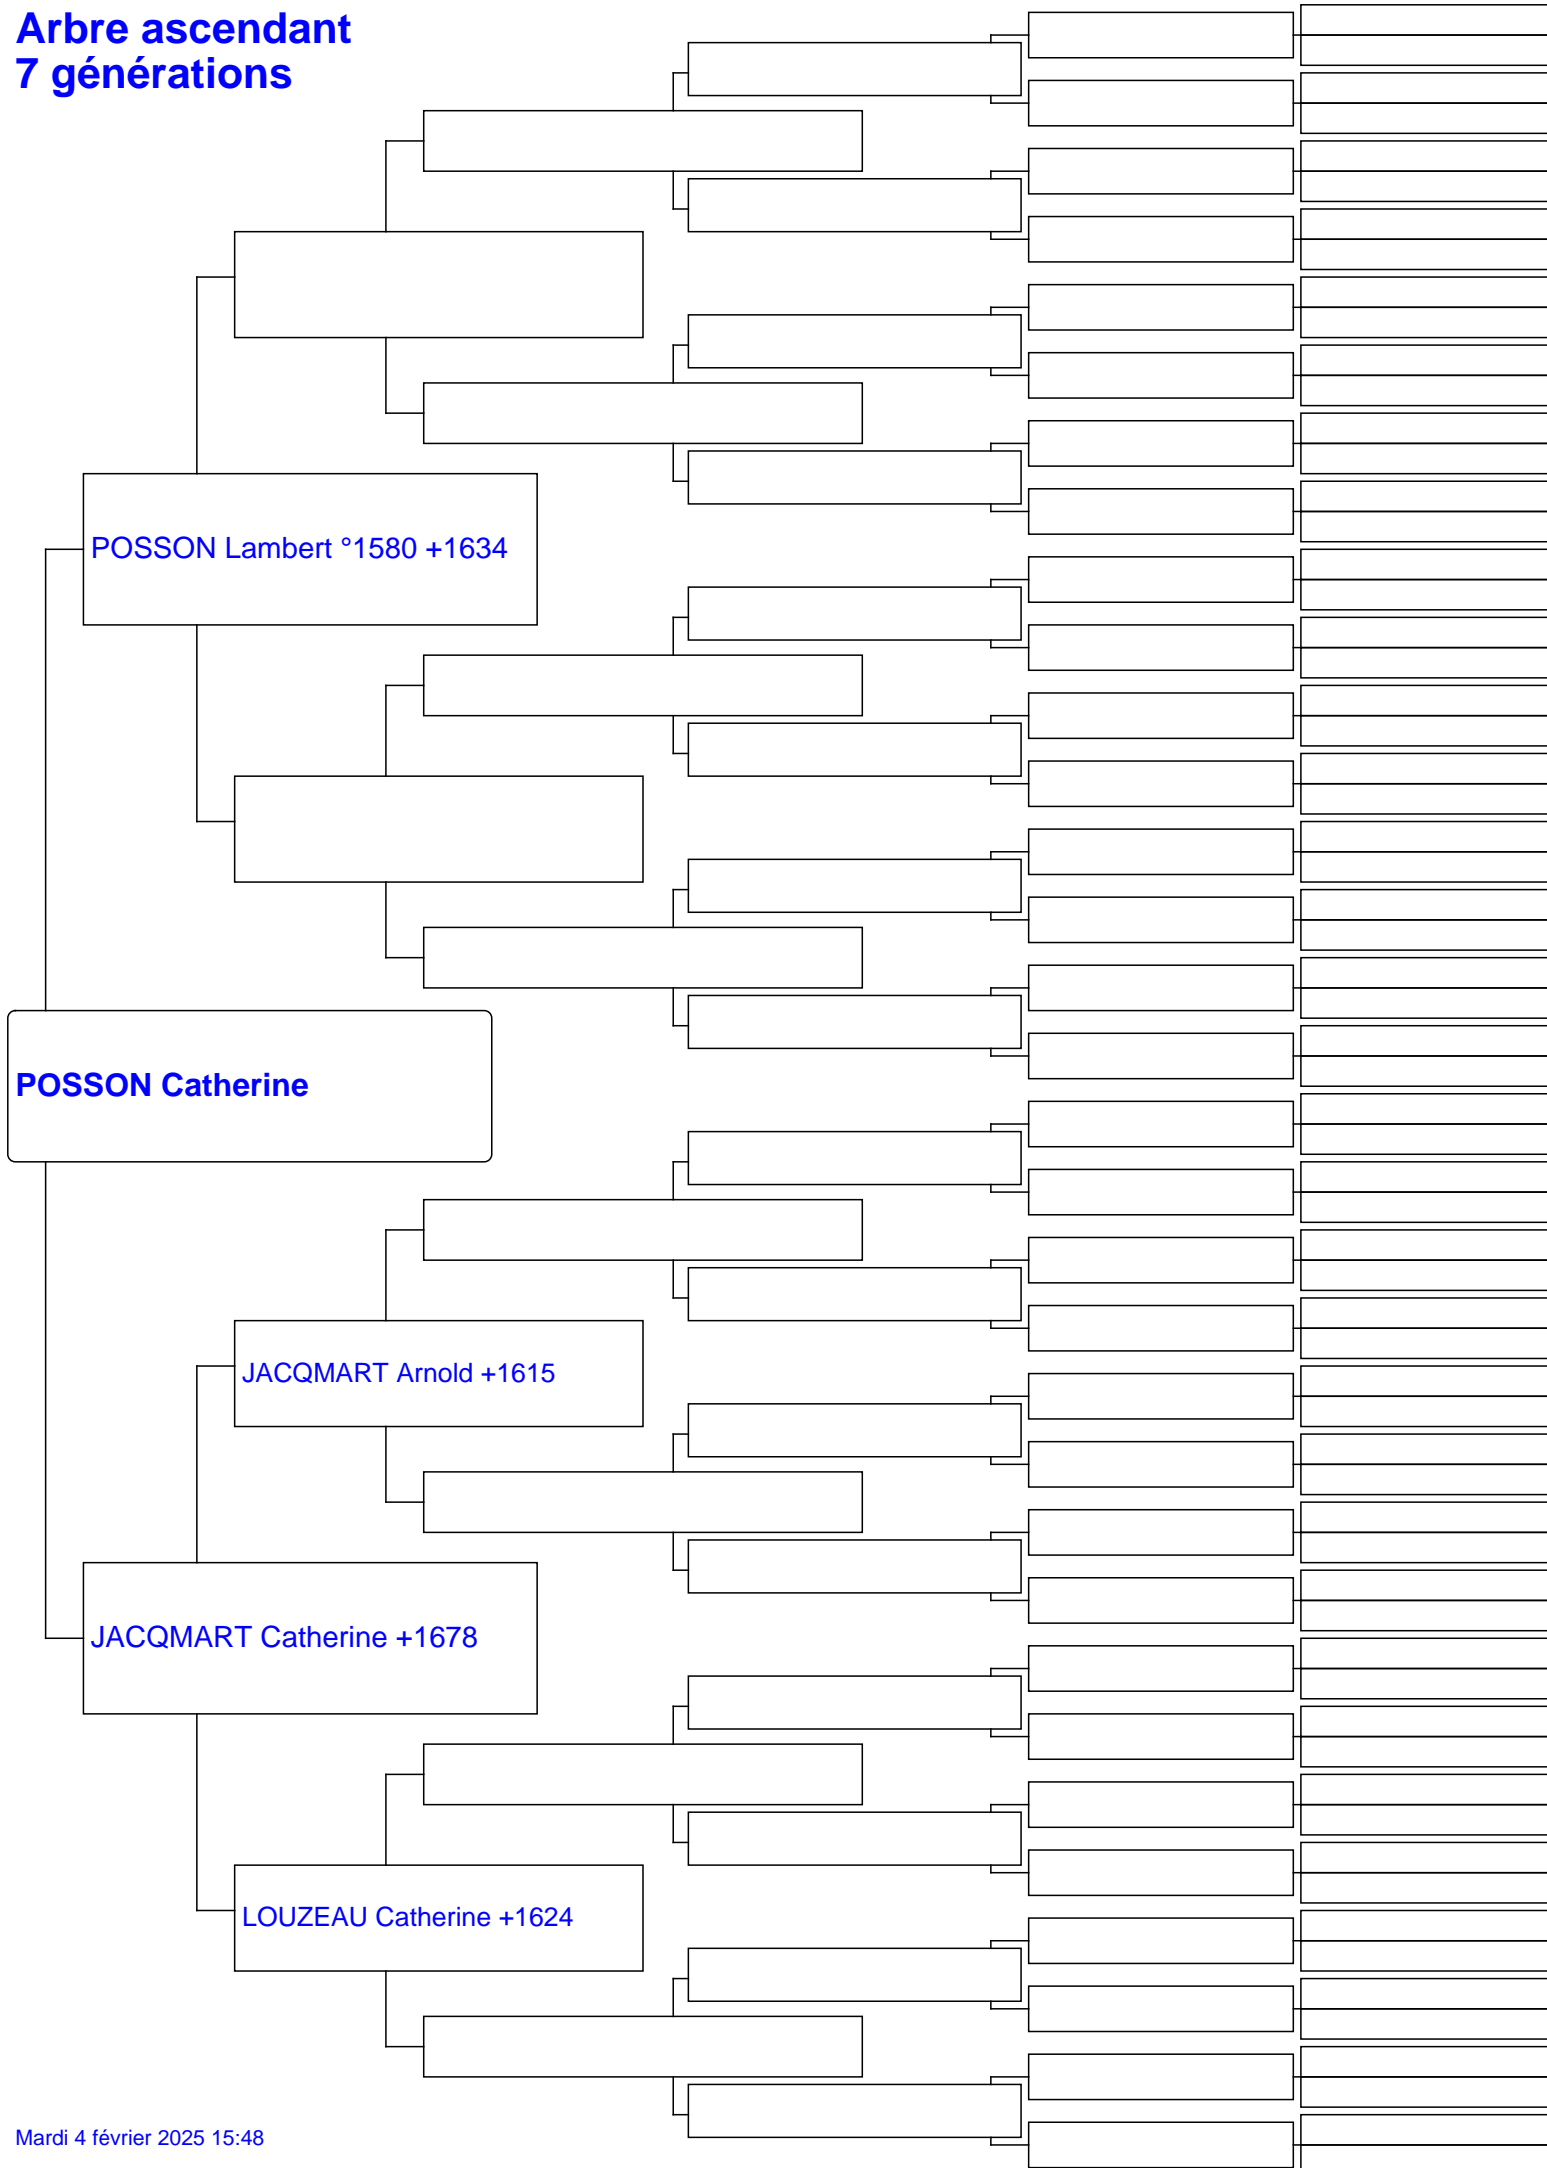 Arbre ascendant
7 générations
POSSON Lambert °1580 +1634
POSSON Catherine
JACQMART Arnold +1615
JACQMART Catherine +1678
LOUZEAU Catherine +1624
Mardi 4 février 2025 15:48